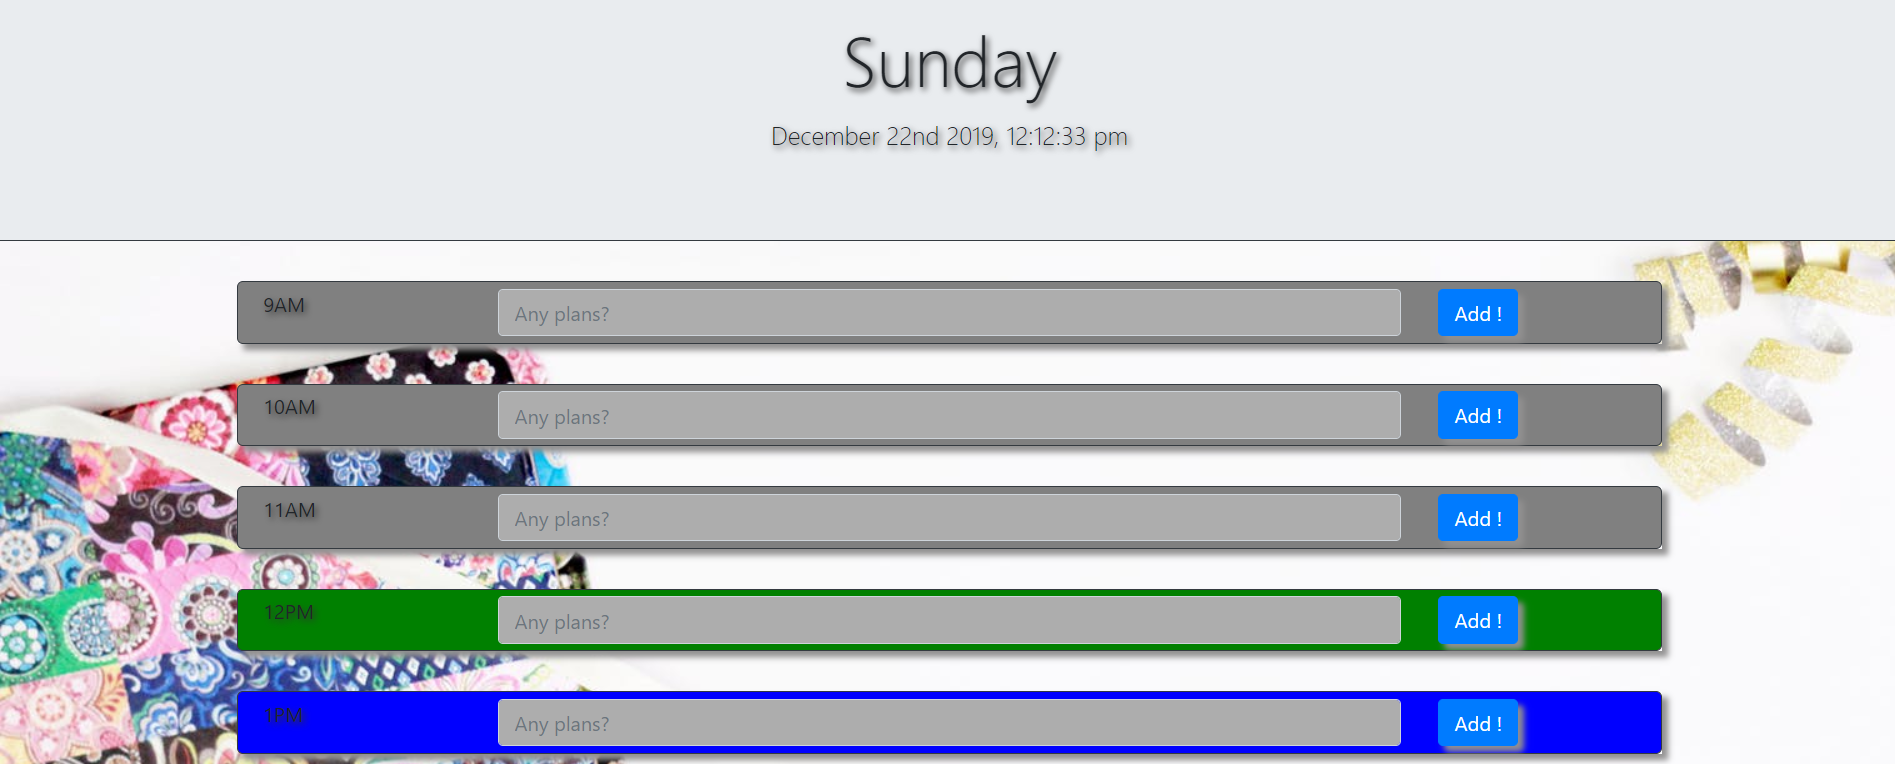 Sunday
December 22nd 2019, 12:12:33 pm
9AM Any plans? Add !
10AM Any plans? Add !
11AM Any plans? Add !
12PM Any plans? Add !
1PM Any plans? Add !